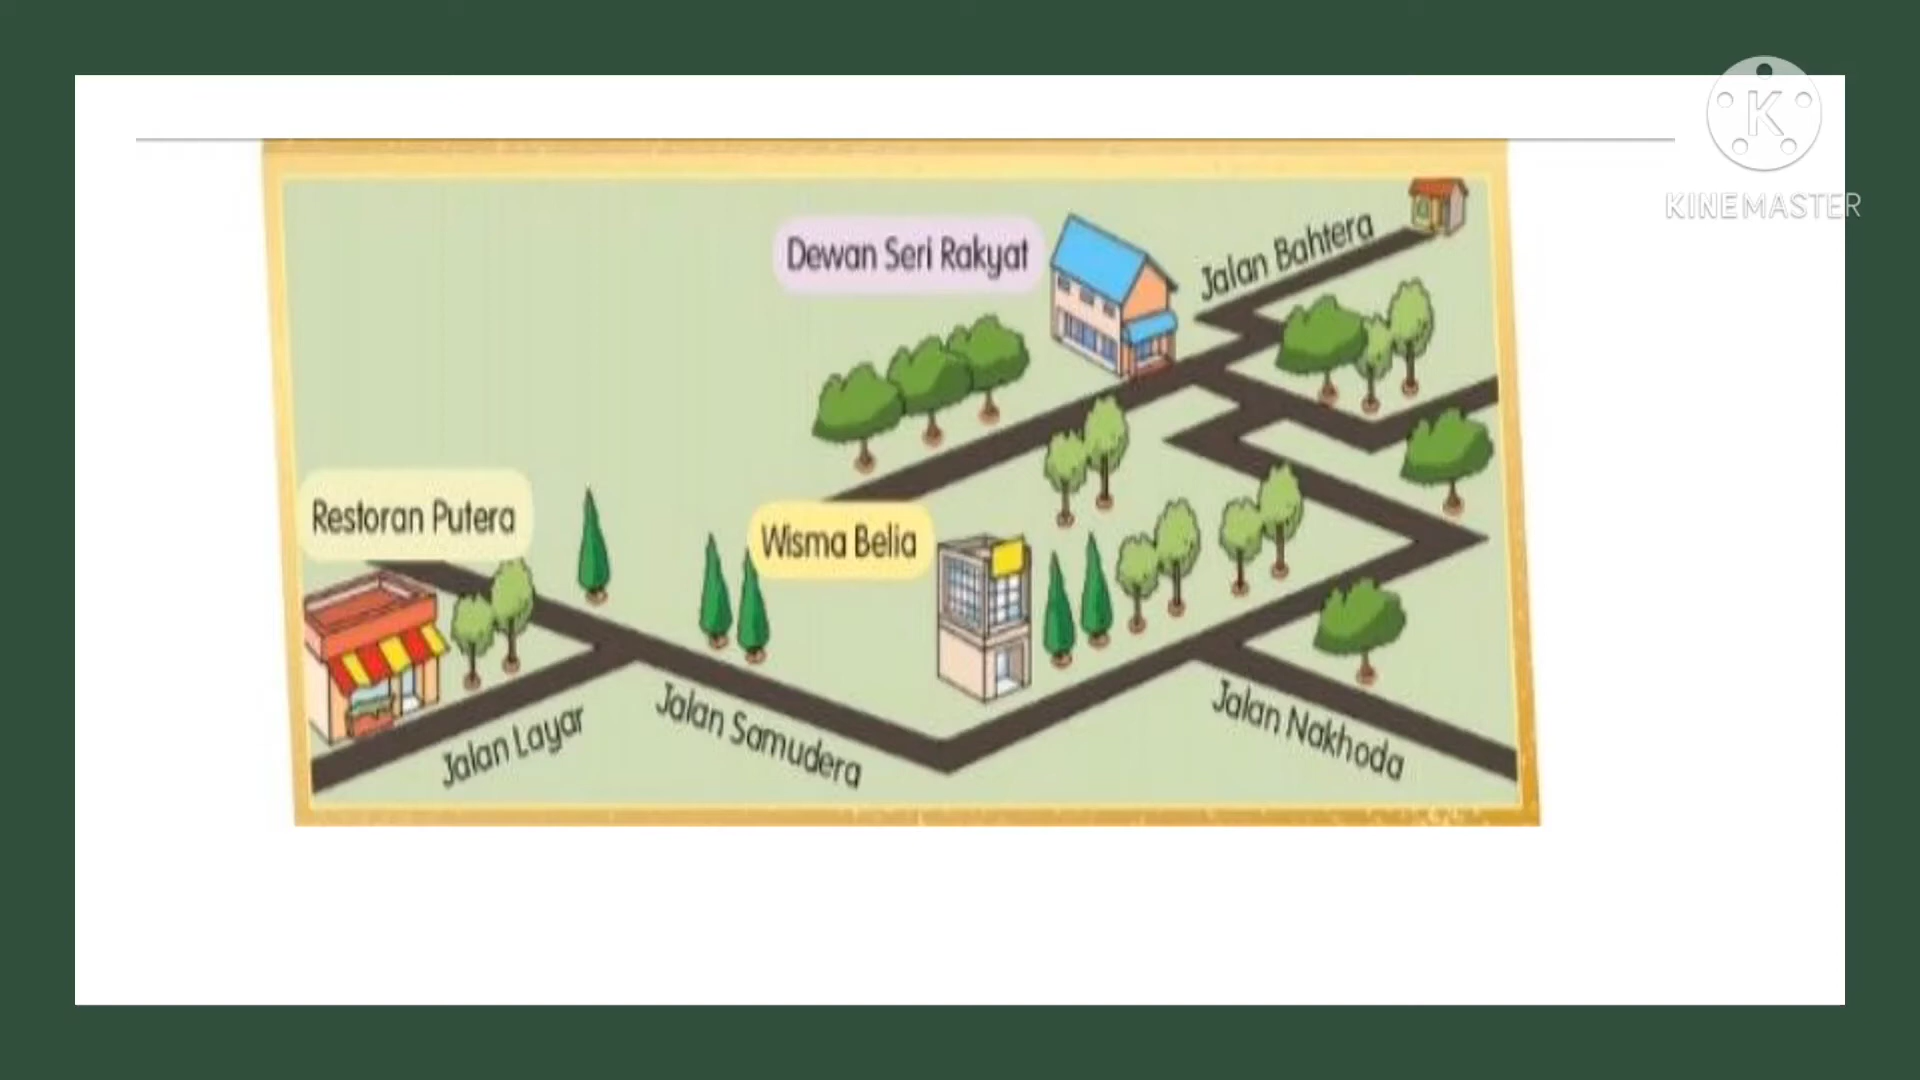 K
KINEMASTER
Dewan Seri Rakyat
Jalan Bahtera
Restoran Putera
Wisma Belia
Jalan Layar
Jalan Samudera
Jalan Nakhoda